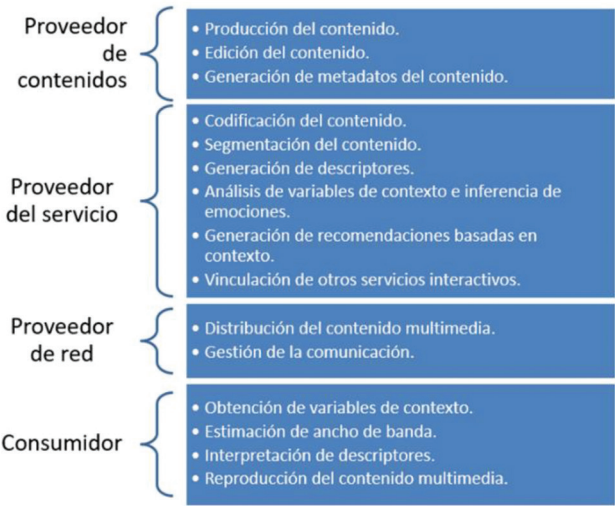 Proveedor
de
contenidos
• Producción del contenido.
• Edición del contenido.
• Generación de metadatos del contenido.
Proveedor
del servicio
• Codificación del contenido.
• Segmentación del contenido.
• Generación de descriptores.
• Análisis de variables de contexto e inferencia de
emociones.
• Generación de recomendaciones basadas en
contexto.
• Vinculación de otros servicios interactivos.
Proveedor
de red
• Distribución del contenido multimedia.
• Gestión de la comunicación.
Consumidor
• Obtención de variables de contexto.
• Estimación de ancho de banda.
• Interpretación de descriptores.
• Reproducción del contenido multimedia.